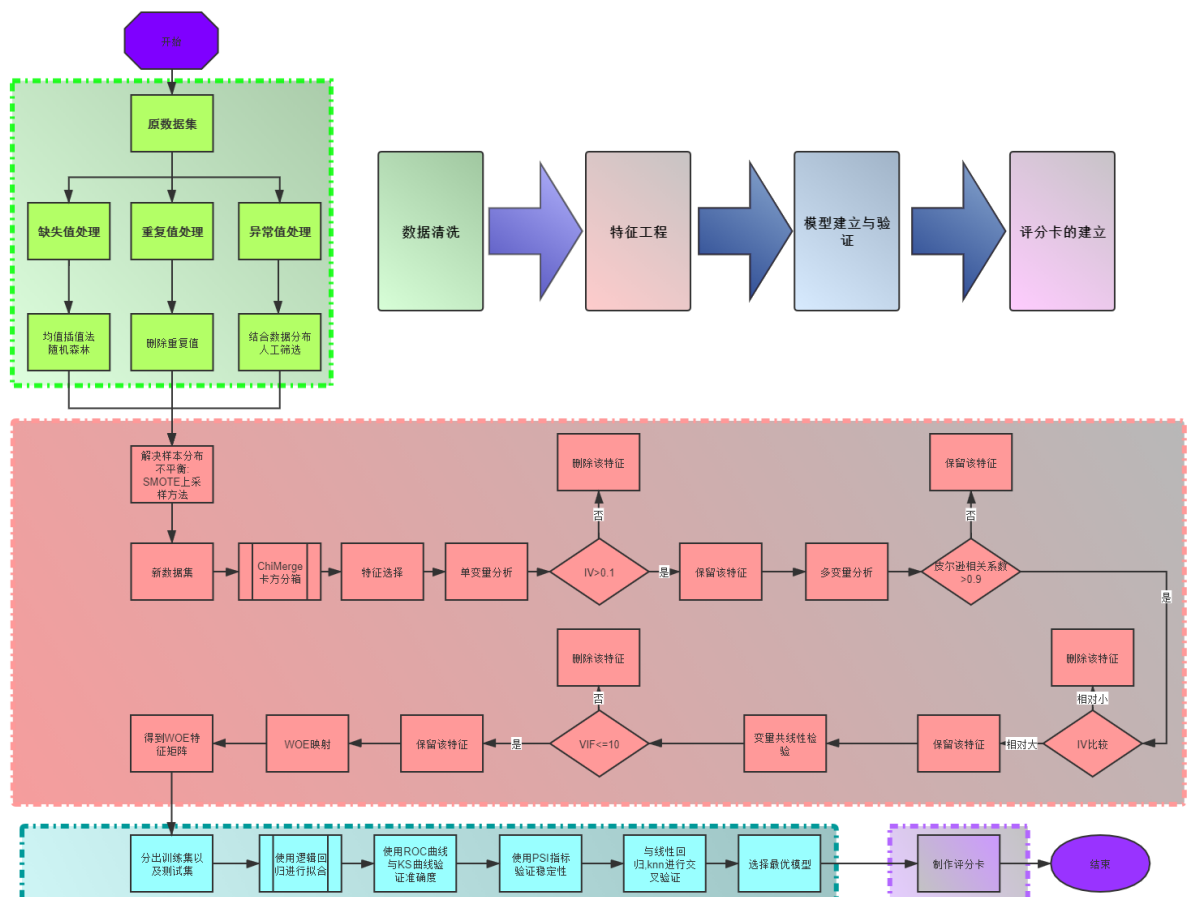 开始
原数据集
缺失值处理
重复值处理
异常值处理
均值插值法
随机森林
删除重复值
结合数据分布
人工筛选
数据清洗
特征工程
模型建立与验
证
评分卡的建立
解决样本分布
不平衡:
SMOTE上采
样方法
新数据集
ChiMerge
卡方分箱
特征选择
单变量分析
IV>0.1
否
删除该特征
是
保留该特征
多变量分析
皮尔逊相关系数
>0.9
否
保留该特征
是
IV比较
相对小
删除该特征
相对大
保留该特征
变量共线性检
验
VIF<=10
否
删除该特征
是
保留该特征
WOE映射
得到WOE特
征矩阵
分出训练集以
及测试集
使用逻辑回
归进行拟合
使用ROC曲线
与KS曲线验
证准确度
使用PSI指标
验证稳定性
与线性回
归,knn进行交
叉验证
选择最优模型
制作评分卡
结束